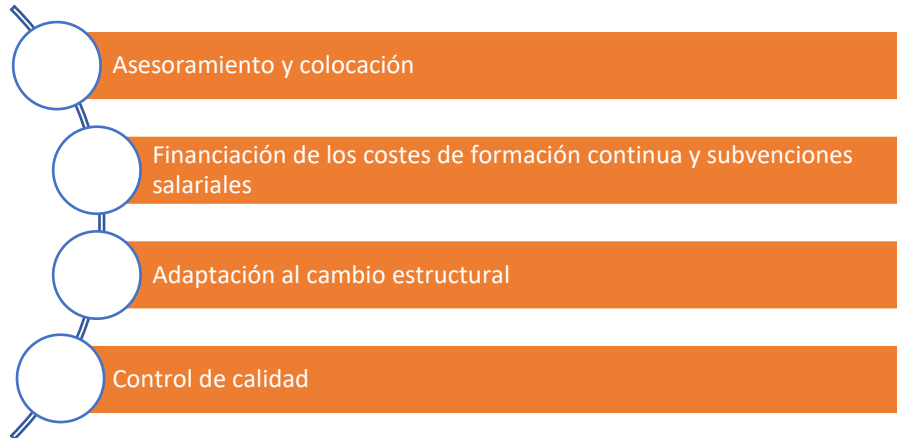 Asesoramiento y colocación
Financiación de los costes de formación continua y subvenciones
salariales
Adaptación al cambio estructural
Control de calidad